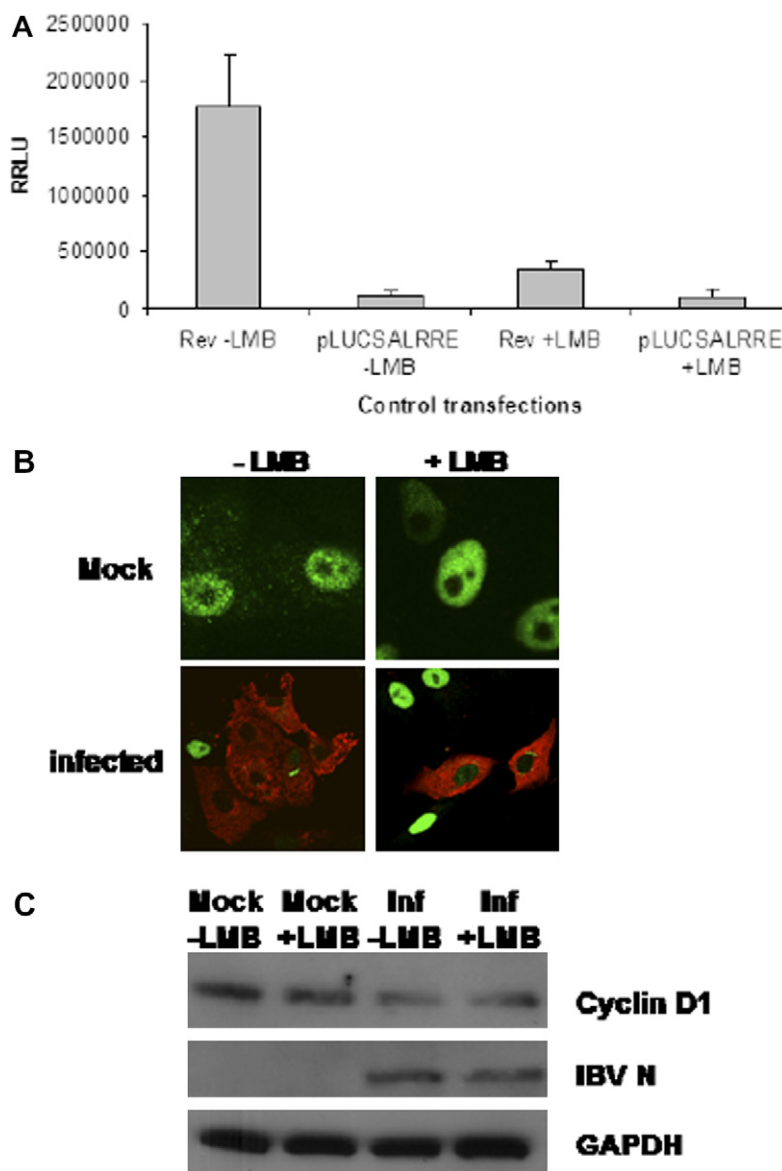 A
2500000
2000000
1500000
1000000
500000
0
RRLU
Rev -LMB
pLUCSALRRE
-LMB
Rev +LMB
pLUCSALRRE
+LMB
Control transfections
B
- LMB
+ LMB
Mock
infected
C
Mock
-LMB
Mock
+LMB
Inf
-LMB
Inf
+LMB
Cyclin D1
IBV N
GAPDH